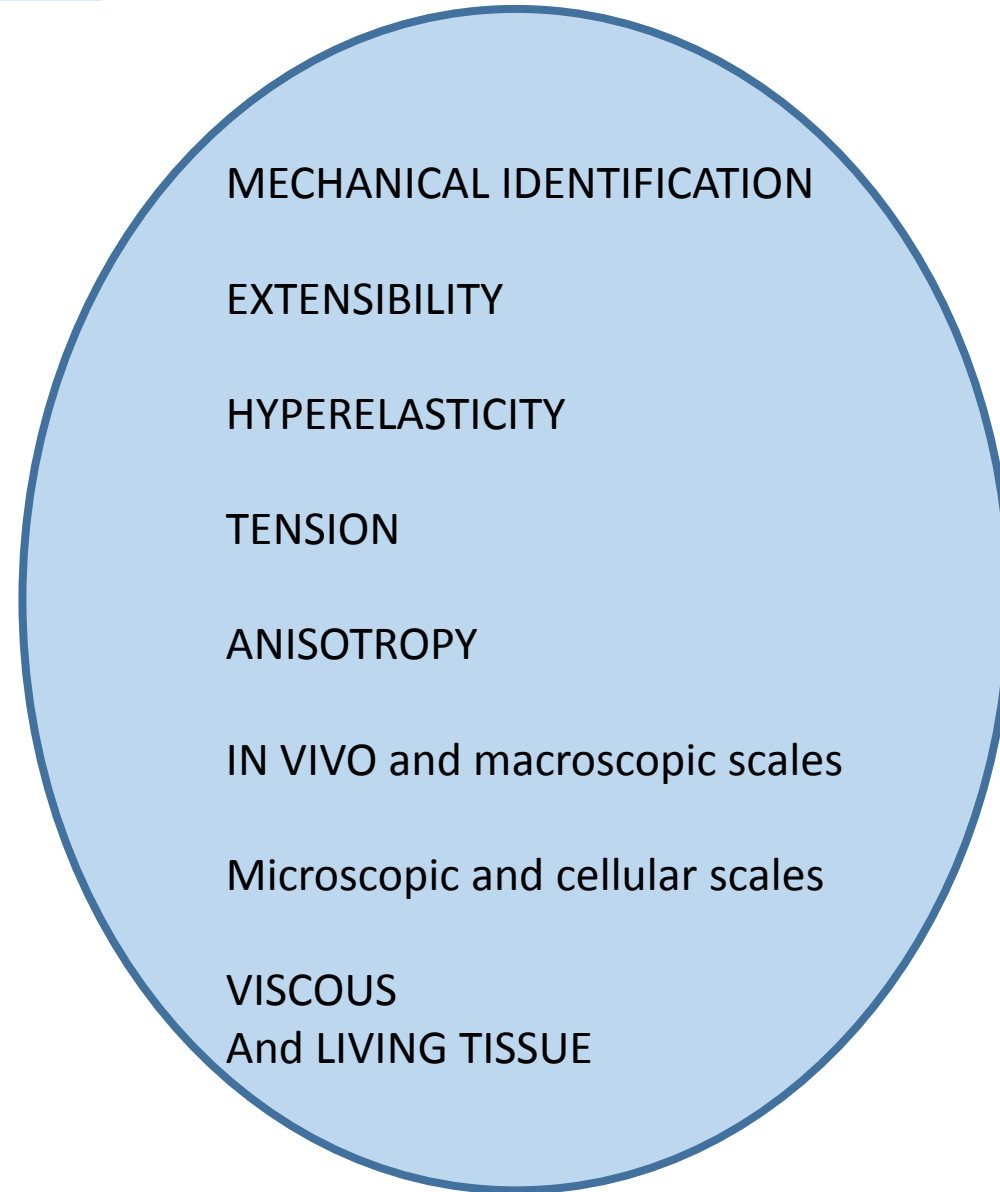 MECHANICAL IDENTIFICATION
EXTENSIBILITY
HYPERELASTICITY
TENSION
ANISOTROPY
IN VIVO and macroscopic scales
Microscopic and cellular scales
VISCOUS
And LIVING TISSUE